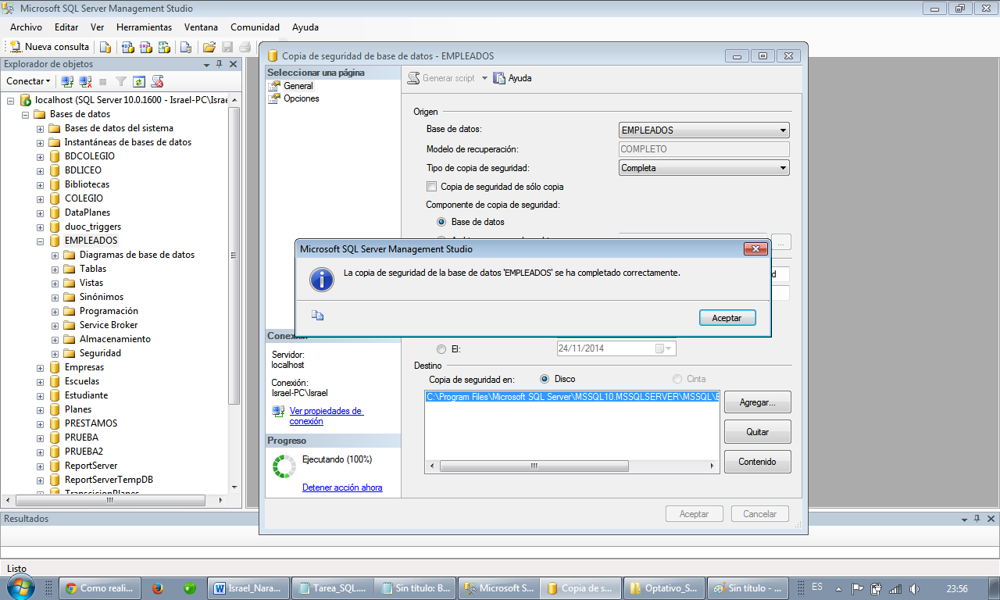 Microsoft SQL Server Management Studio
Archivo Editar Ver Herramientas Ventana Comunidad Ayuda
Nueva consulta
Explorador de objetos
Conectar
localhost (SQL Server 10.0.1600 - Israel-PC\Israe
Bases de datos
Bases de datos del sistema
Instantáneas de bases de datos
BDCOLEGIO
BDLICEO
Bibliotecas
COLEGIO
DataPlanes
duoc_triggers
EMPLEADOS
Diagramas de base de datos
Tablas
Vistas
Sinónimos
Programación
Service Broker
Almacenamiento
Seguridad
Empresas
Escuelas
Estudiante
Planes
PRESTAMOS
PRUEBA
PRUEBA2
ReportServer
ReportServerTempDB
TranscicionPlanes
Copia de seguridad de base de datos - EMPLEADOS
Seleccionar una página
General
Opciones
Generar script Ayuda
Origen
Base de datos: EMPLEADOS
Modelo de recuperación: COMPLETO
Tipo de copia de seguridad: Completa
Copia de seguridad de sólo copia
Componente de copia de seguridad:
Base de datos
...
Microsoft SQL Server Management Studio
La copia de seguridad de la base de datos 'EMPLEADOS' se ha completado correctamente.
Aceptar
d
Conexión
Servidor:
localhost
Conexión:
Israel-PC\Israel
Ver propiedades de
conexión
Progreso
Ejecutando (100%)
Detener acción ahora
El: 24/11/2014
Destino
Copia de seguridad en: Disco Cinta
C:\Program Files\Microsoft SQL Server\MSSQL10.MSSQLSERVER\MSSQL\E
Agregar...
Quitar
Contenido
Aceptar Cancelar
Resultados
Listo
Como reali... Israel_Nara... Tarea_SQL.... Sin título: B... Microsoft S... Copia de s... Optativo_S... Sin título - ... ES 23:56